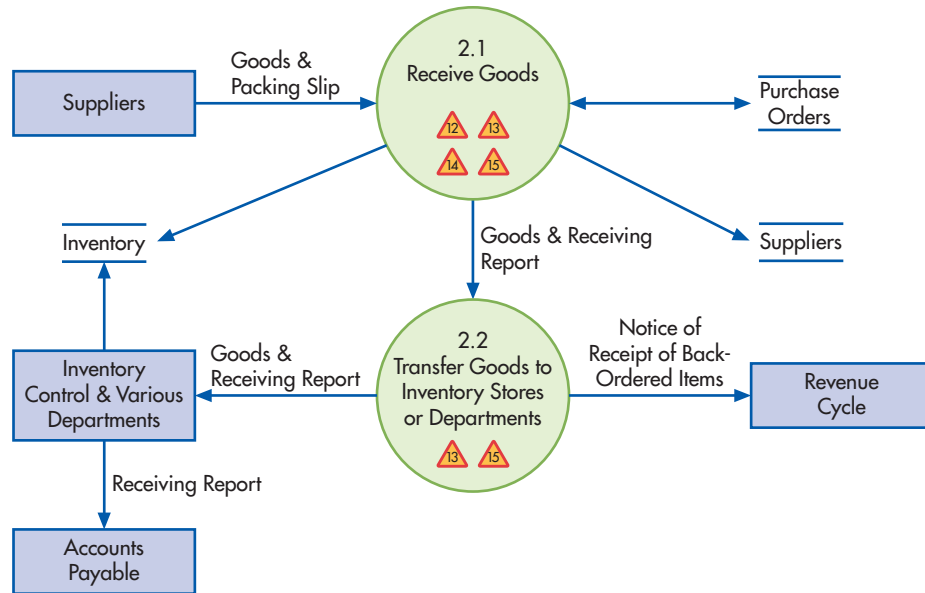 2.1
Receive Goods
12
13
14
15
Goods &
Packing Slip
Suppliers
Purchase
Orders
Inventory
Goods & Receiving
Report
Suppliers
2.2
Transfer Goods to
Inventory Stores
or Departments
13
15
Goods &
Receiving Report
Notice of
Receipt of Back-
Ordered Items
Inventory
Control & Various
Departments
Revenue
Cycle
Receiving Report
Accounts
Payable